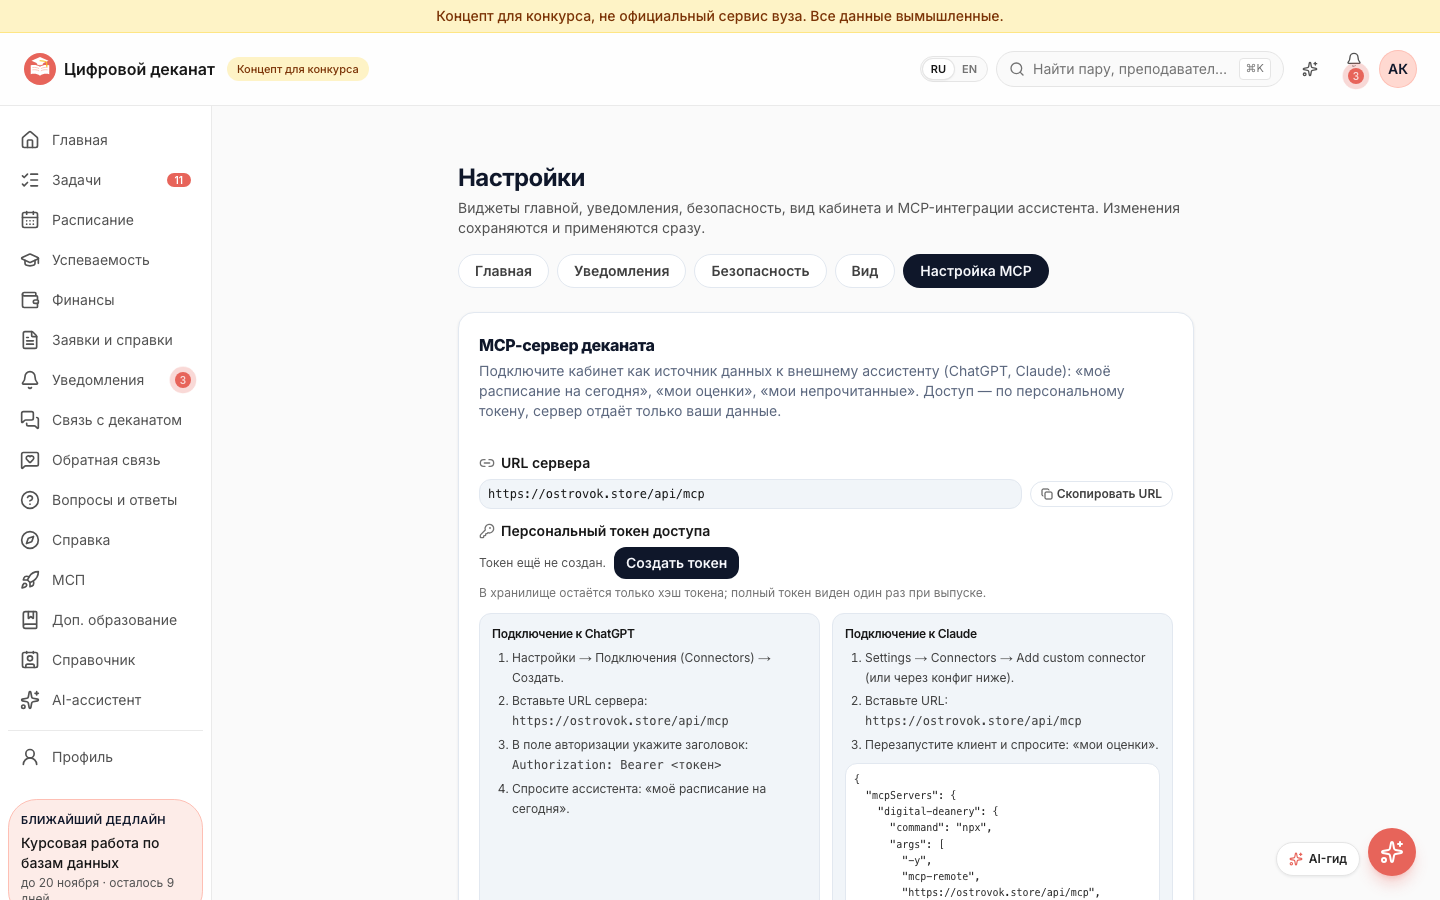 Концепт для конкурса, не официальный сервис вуза. Все данные вымышленные.
Цифровой деканат
Концепт для конкурса
RU EN
Найти пару, преподавател... ⌘K
3
АК
Главная
Задачи 11
Расписание
Успеваемость
Финансы
Заявки и справки
Уведомления 3
Связь с деканатом
Обратная связь
Вопросы и ответы
Справка
МСП
Доп. образование
Справочник
AI-ассистент
Профиль
БЛИЖАЙШИЙ ДЕДЛАЙН
Курсовая работа по
базам данных
до 20 ноября · осталось 9
дней
Настройки
Виджеты главной, уведомления, безопасность, вид кабинета и MCP-интеграции ассистента. Изменения
сохраняются и применяются сразу.
Главная Уведомления Безопасность Вид Настройка MCP
MCP-сервер деканата
Подключите кабинет как источник данных к внешнему ассистенту (ChatGPT, Claude): «моё
расписание на сегодня», «мои оценки», «мои непрочитанные». Доступ — по персональному
токену, сервер отдаёт только ваши данные.
URL сервера
https://ostrovok.store/api/mcp
Скопировать URL
Персональный токен доступа
Токен ещё не создан. Создать токен
В хранилище остаётся только хэш токена; полный токен виден один раз при выпуске.
Подключение к ChatGPT
1. Настройки → Подключения (Connectors) →
Создать.
2. Вставьте URL сервера:
https://ostrovok.store/api/mcp
3. В поле авторизации укажите заголовок:
Authorization: Bearer <токен>
4. Спросите ассистента: «моё расписание на
сегодня».
Подключение к Claude
1. Settings → Connectors → Add custom connector
(или через конфиг ниже).
2. Вставьте URL:
https://ostrovok.store/api/mcp
3. Перезапустите клиент и спросите: «мои оценки».
{
"mcpServers": {
"digital-deanery": {
"command": "npx",
"args": [
"-y",
"mcp-remote",
"https://ostrovok.store/api/mcp",
AI-гид